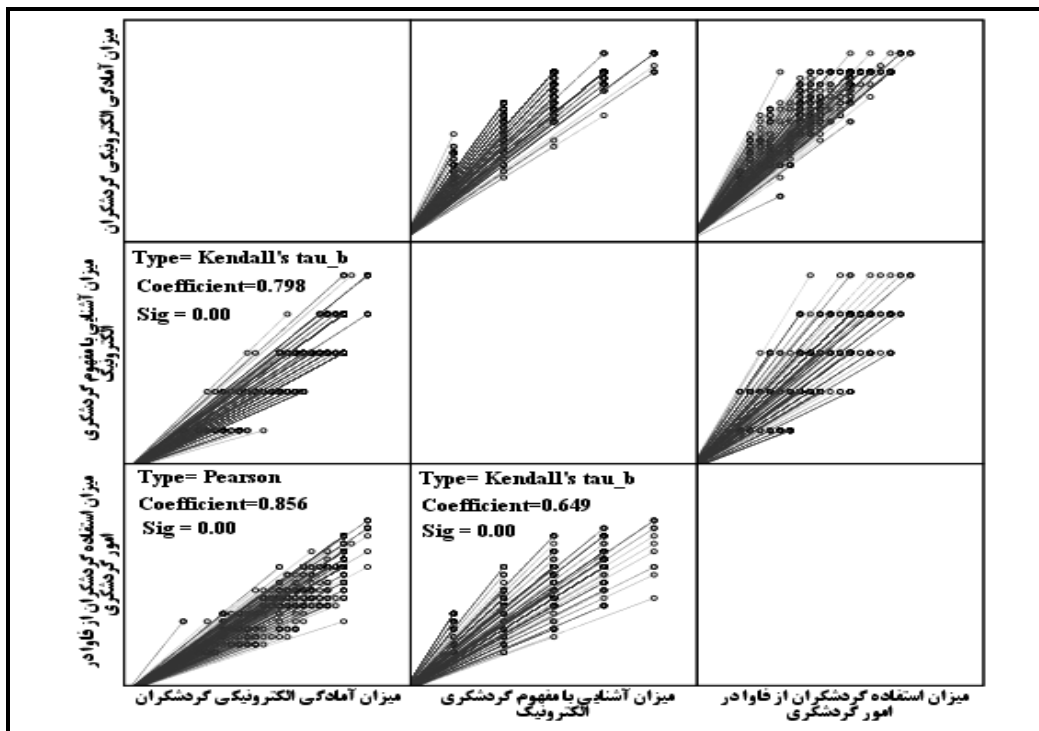 میزان آمادگی الکترونیکی گردشگران
Type= Kendall's tau_b
Coefficient=0.798
Sig = 0.00
میزان آشنایی با مفهوم گردشگری
الکترونیک
Type= Pearson
Coefficient=0.856
Sig = 0.00
Type= Kendall's tau_b
Coefficient=0.649
Sig = 0.00
میزان استفاده گردشگران از فاوا در
امور گردشگری
میزان آمادگی الکترونیکی گردشگران
میزان آشنایی با مفهوم گردشگری
الکترونیک
میزان استفاده گردشگران از فاوا در
امور گردشگری